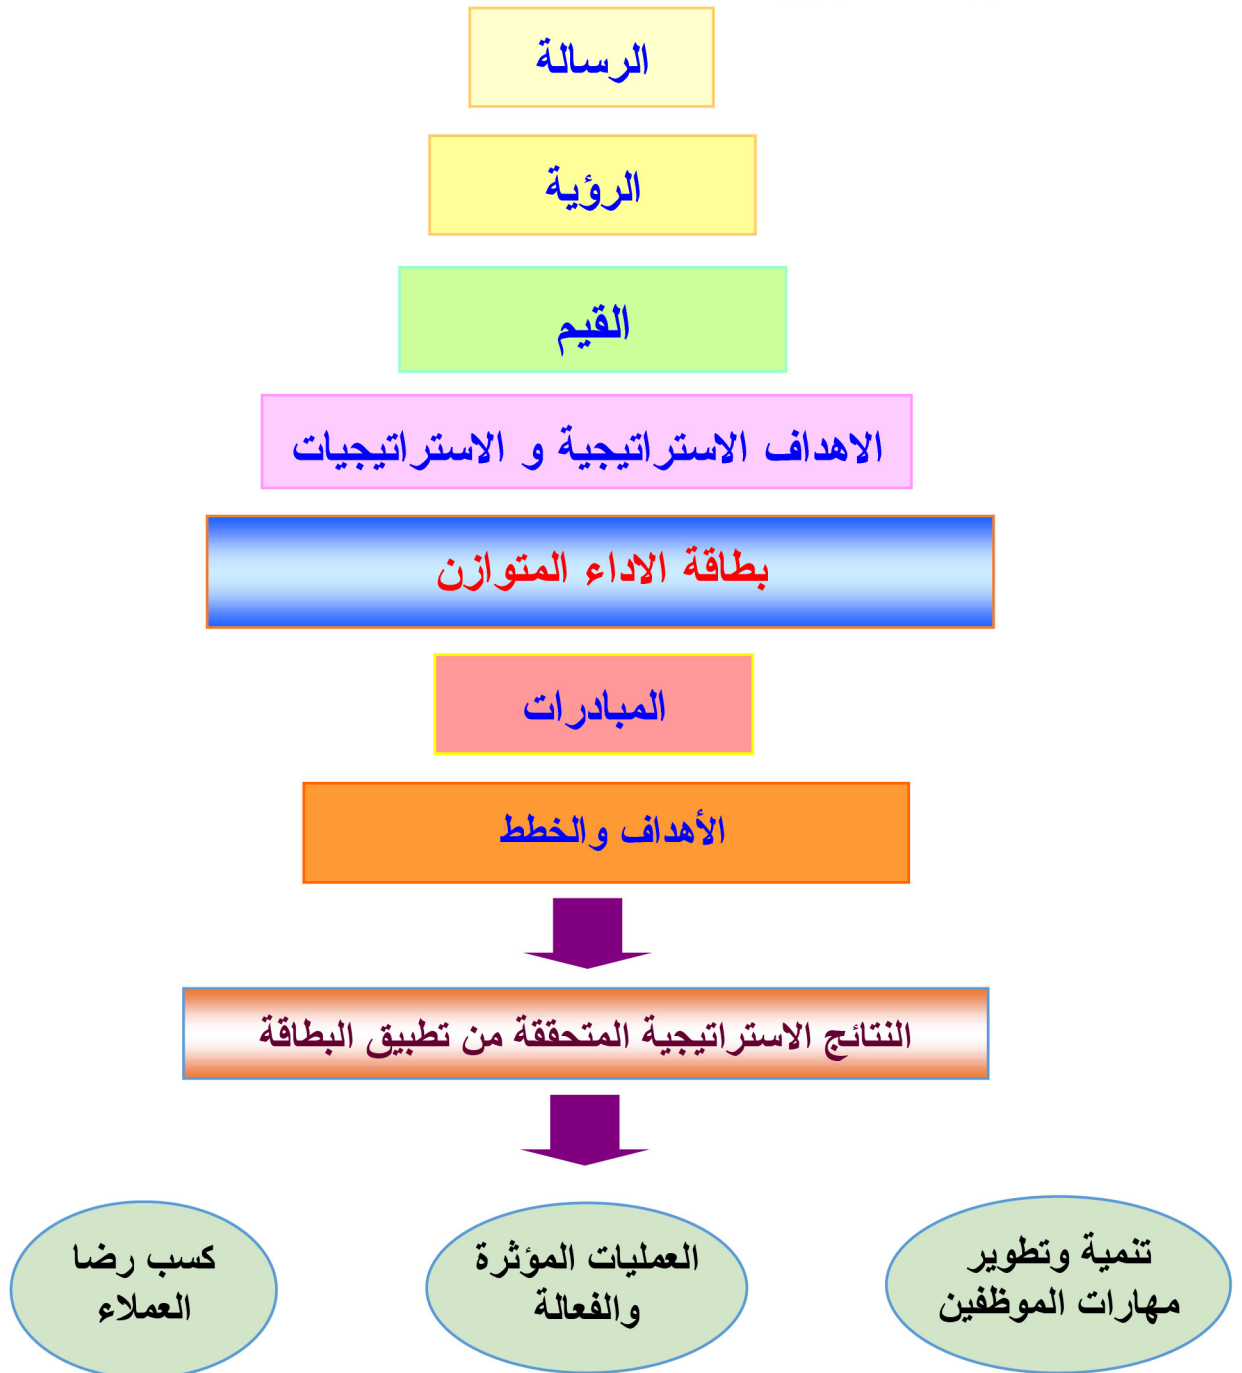 الرسالة
الرؤية
القيم
الاهداف الاستراتيجية و الاستراتيجيات
بطاقة الاداء المتوازن
المبادرات
الأهداف والخطط
النتائج الاستراتيجية المتحققة من تطبيق البطاقة
تنمية وتطوير
مهارات الموظفين
العمليات المؤثرة
والفعالة
كسب رضا
العملاء